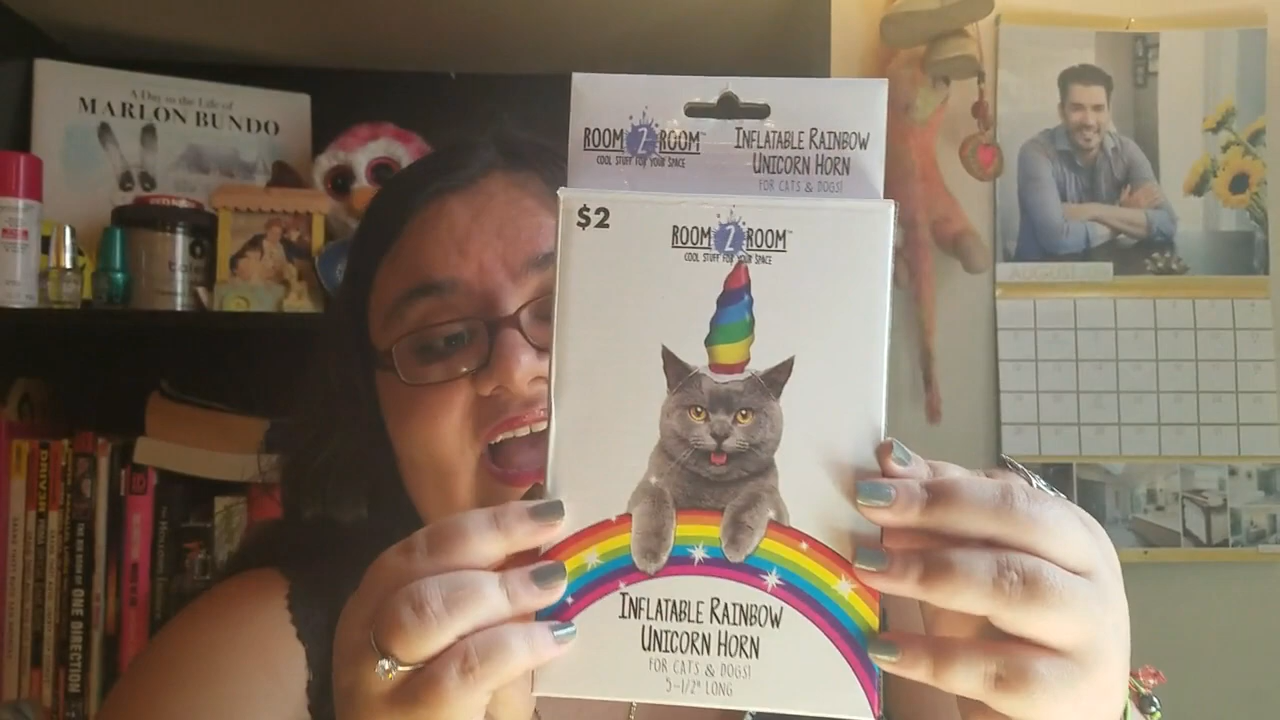 A Day in the Life of
MARLON BUNDO
ROOM 2 ROOM™
COOL STUFF FOR YOUR SPACE
INFLATABLE RAINBOW
UNICORN HORN
FOR CATS & DOGS!
$2
ROOM 2 ROOM™
COOL STUFF FOR YOUR SPACE
INFLATABLE RAINBOW
UNICORN HORN
FOR CATS & DOGS!
5-1/2" LONG
AUGUST
ONE DIRECTION